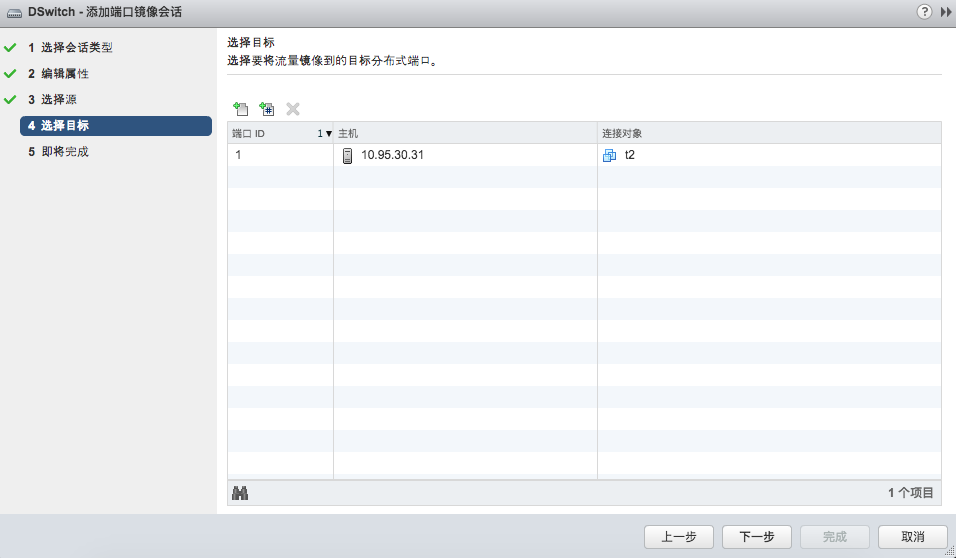 DSwitch - 添加端口镜像会话
1 选择会话类型
2 编辑属性
3 选择源
4 选择目标
5 即将完成
选择目标
选择要将流量镜像到的目标分布式端口。
端口 ID 1 ▼ 主机 连接对象
1 10.95.30.31 t2
1 个项目
上一步 下一步 完成 取消